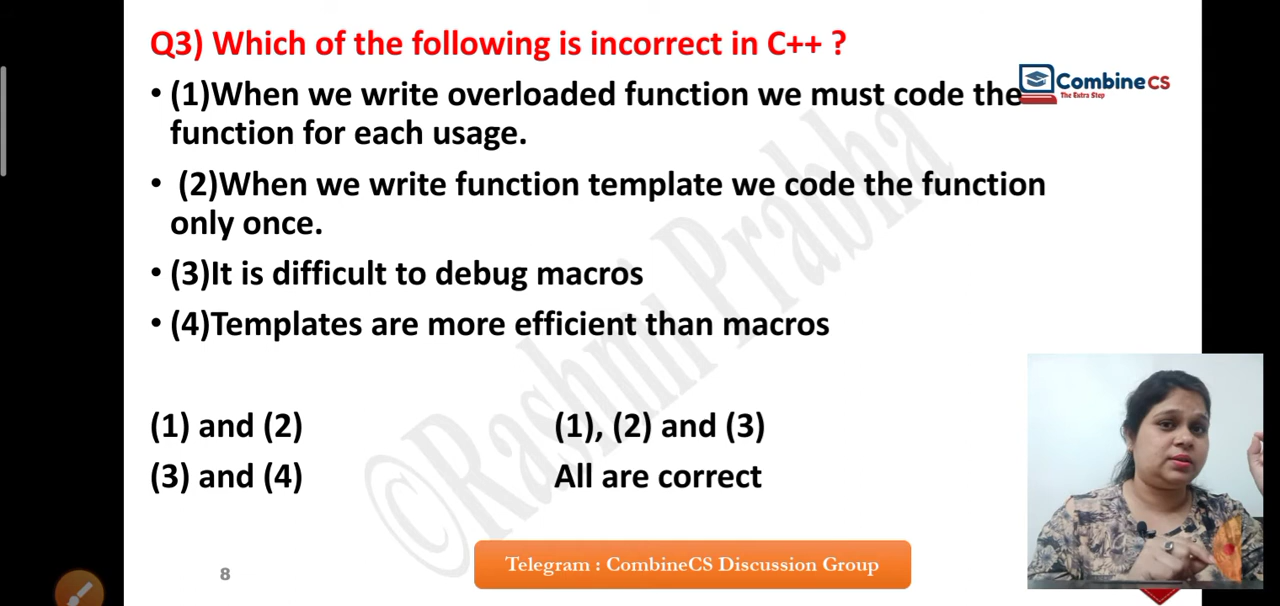 Q3) Which of the following is incorrect in C++ ?
CombineCS
The Extra Step
• (1)When we write overloaded function we must code the
function for each usage.
• (2)When we write function template we code the function
only once.
• (3)It is difficult to debug macros
• (4)Templates are more efficient than macros
©Rashmi Prabha
(1) and (2) (1), (2) and (3)
(3) and (4) All are correct
Telegram : CombineCS Discussion Group
8